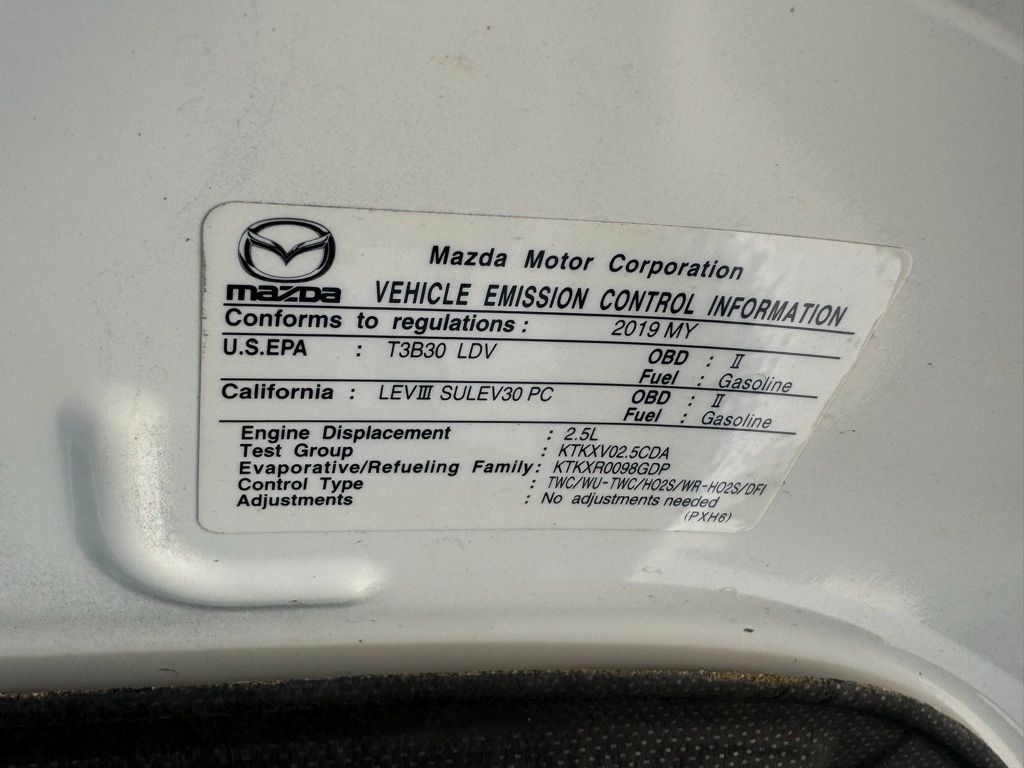 mazda
Mazda Motor Corporation
VEHICLE EMISSION CONTROL INFORMATION
Conforms to regulations : 2019 MY
U.S.EPA : T3B30 LDV OBD : II
Fuel : Gasoline
California : LEVIII SULEV30 PC OBD : II
Fuel : Gasoline
Engine Displacement : 2.5L
Test Group : KTKXV02.5CDA
Evaporative/Refueling Family: KTKXR0098GDP
Control Type : TWC/WU-TWC/HO2S/WR-HO2S/DFI
Adjustments : No adjustments needed
(PXH6)